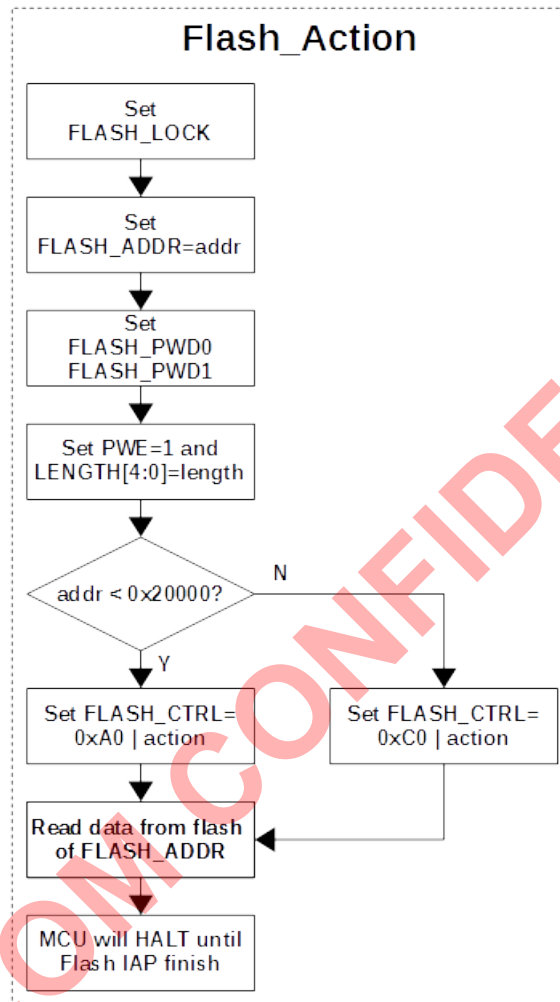 Flash_Action
Set
FLASH_LOCK
Set
FLASH_ADDR=addr
Set
FLASH_PWD0
FLASH_PWD1
Set PWE=1 and
LENGTH[4:0]=length
addr < 0x20000?
N
Y
Set FLASH_CTRL=
0xA0 | action
Set FLASH_CTRL=
0xC0 | action
Read data from flash
of FLASH_ADDR
MCU will HALT until
Flash IAP finish
OM CONFIDE